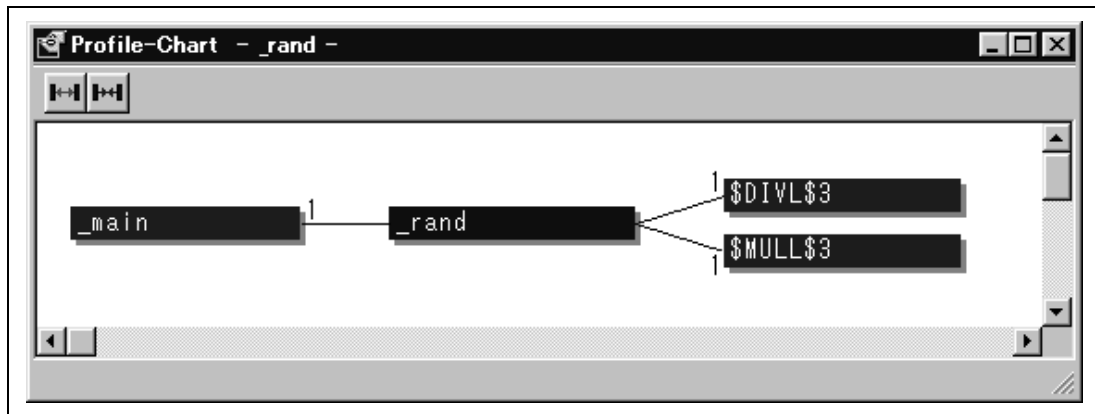 Profile-Chart - _rand -
1
$DIVL$3
_main
1
_rand
$MULL$3
1